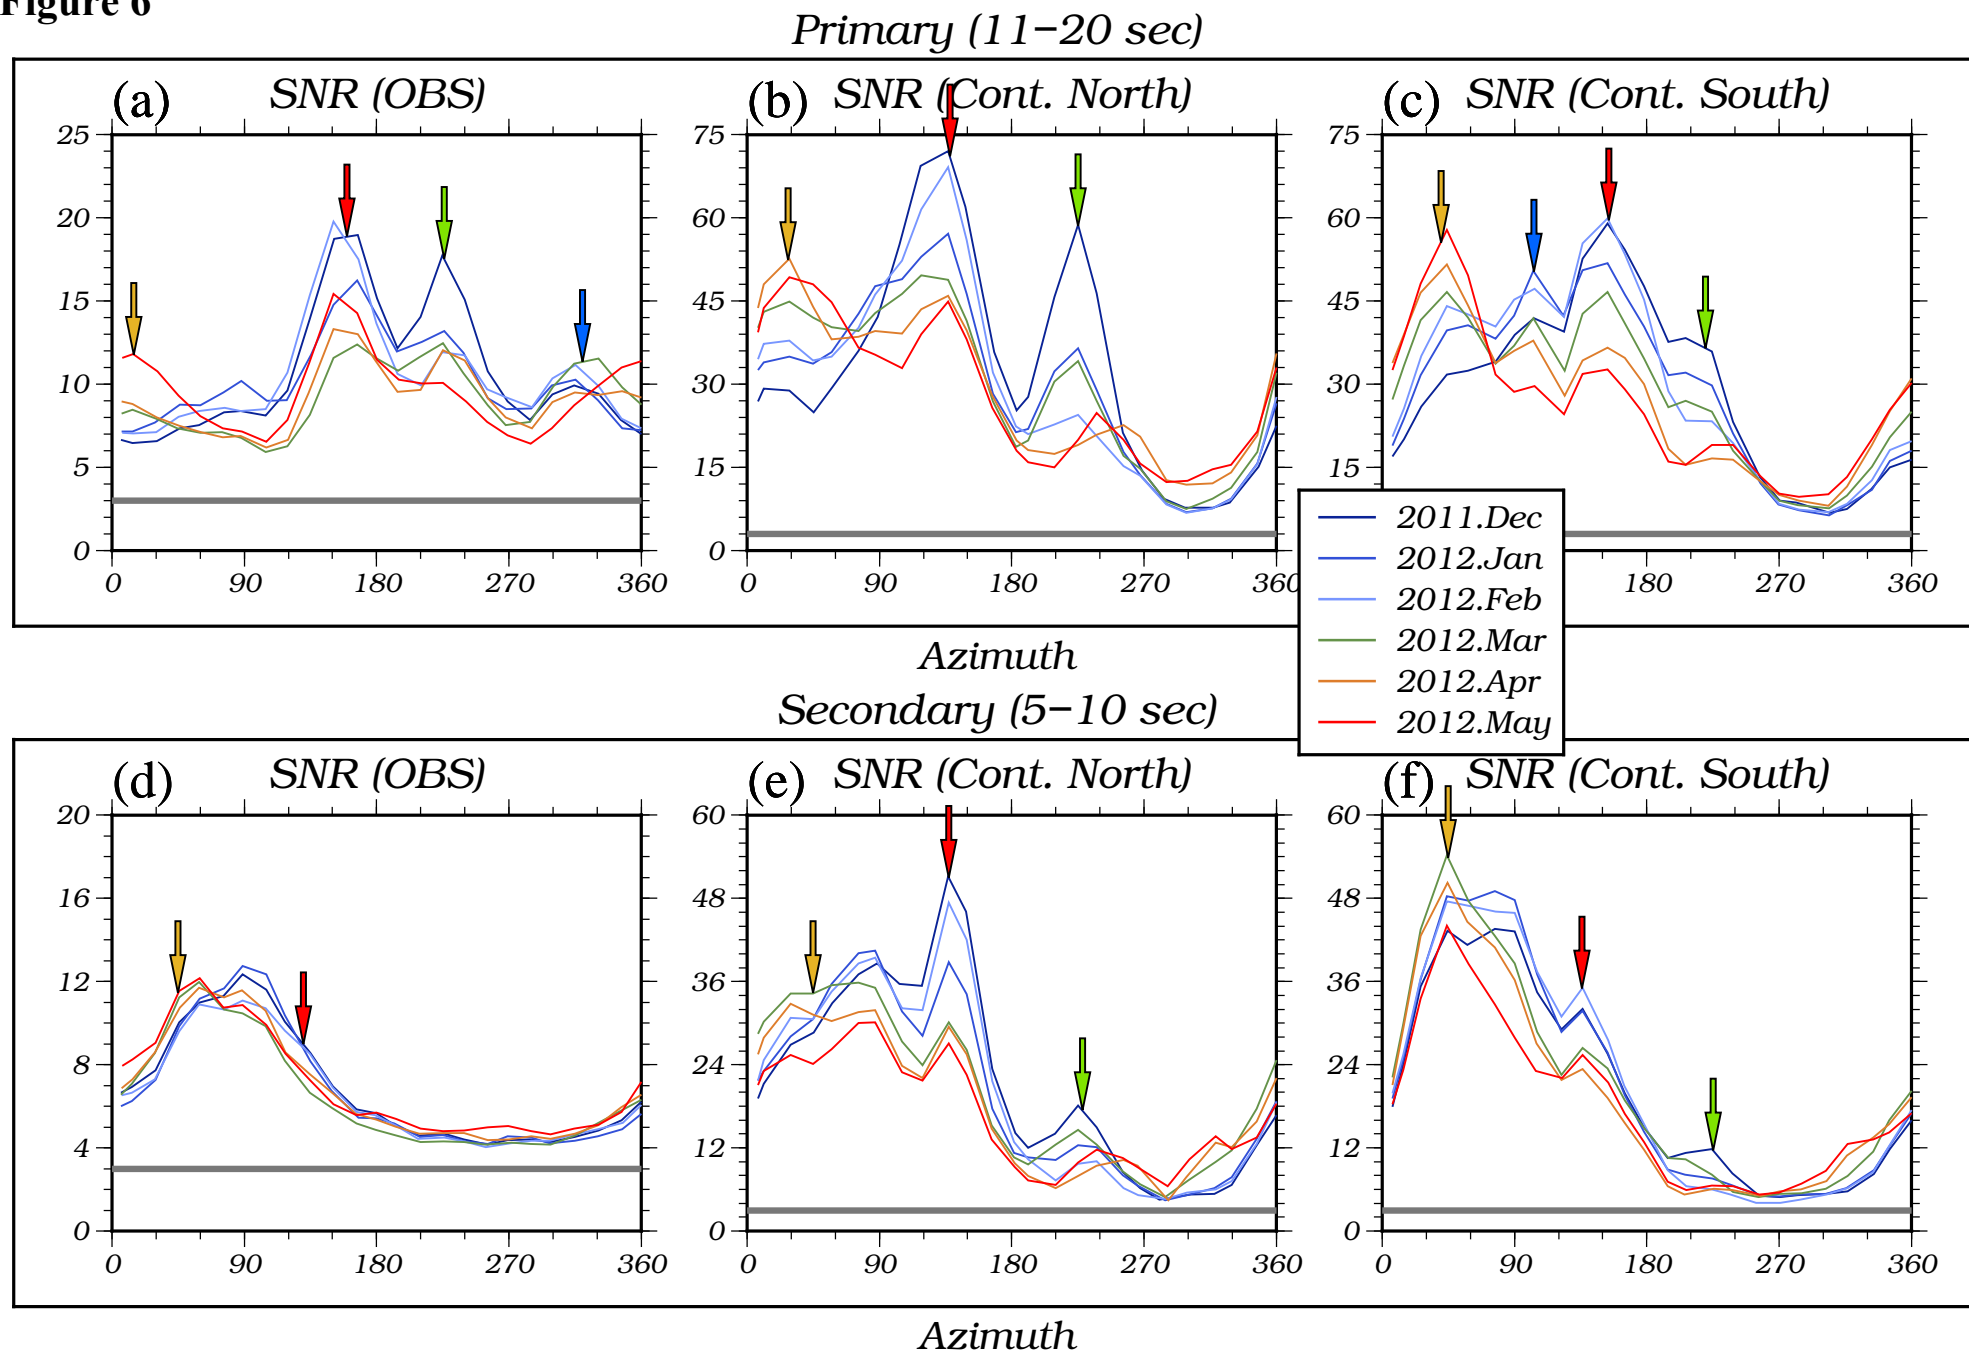 Figure 6
Primary (11−20 sec)
(a) SNR (OBS)
(b) SNR (Cont. North)
(c) SNR (Cont. South)
25
20
15
10
5
0
0 90 180 270 360
75
60
45
30
15
0
0 90 180 270 360
75
60
45
30
15
180 270 360
2011.Dec
2012.Jan
2012.Feb
2012.Mar
2012.Apr
2012.May
Azimuth
Secondary (5−10 sec)
(d) SNR (OBS)
(e) SNR (Cont. North)
(f) SNR (Cont. South)
20
16
12
8
4
0
0 90 180 270 360
60
48
36
24
12
0
0 90 180 270 360
60
48
36
24
12
0
0 90 180 270 360
Azimuth